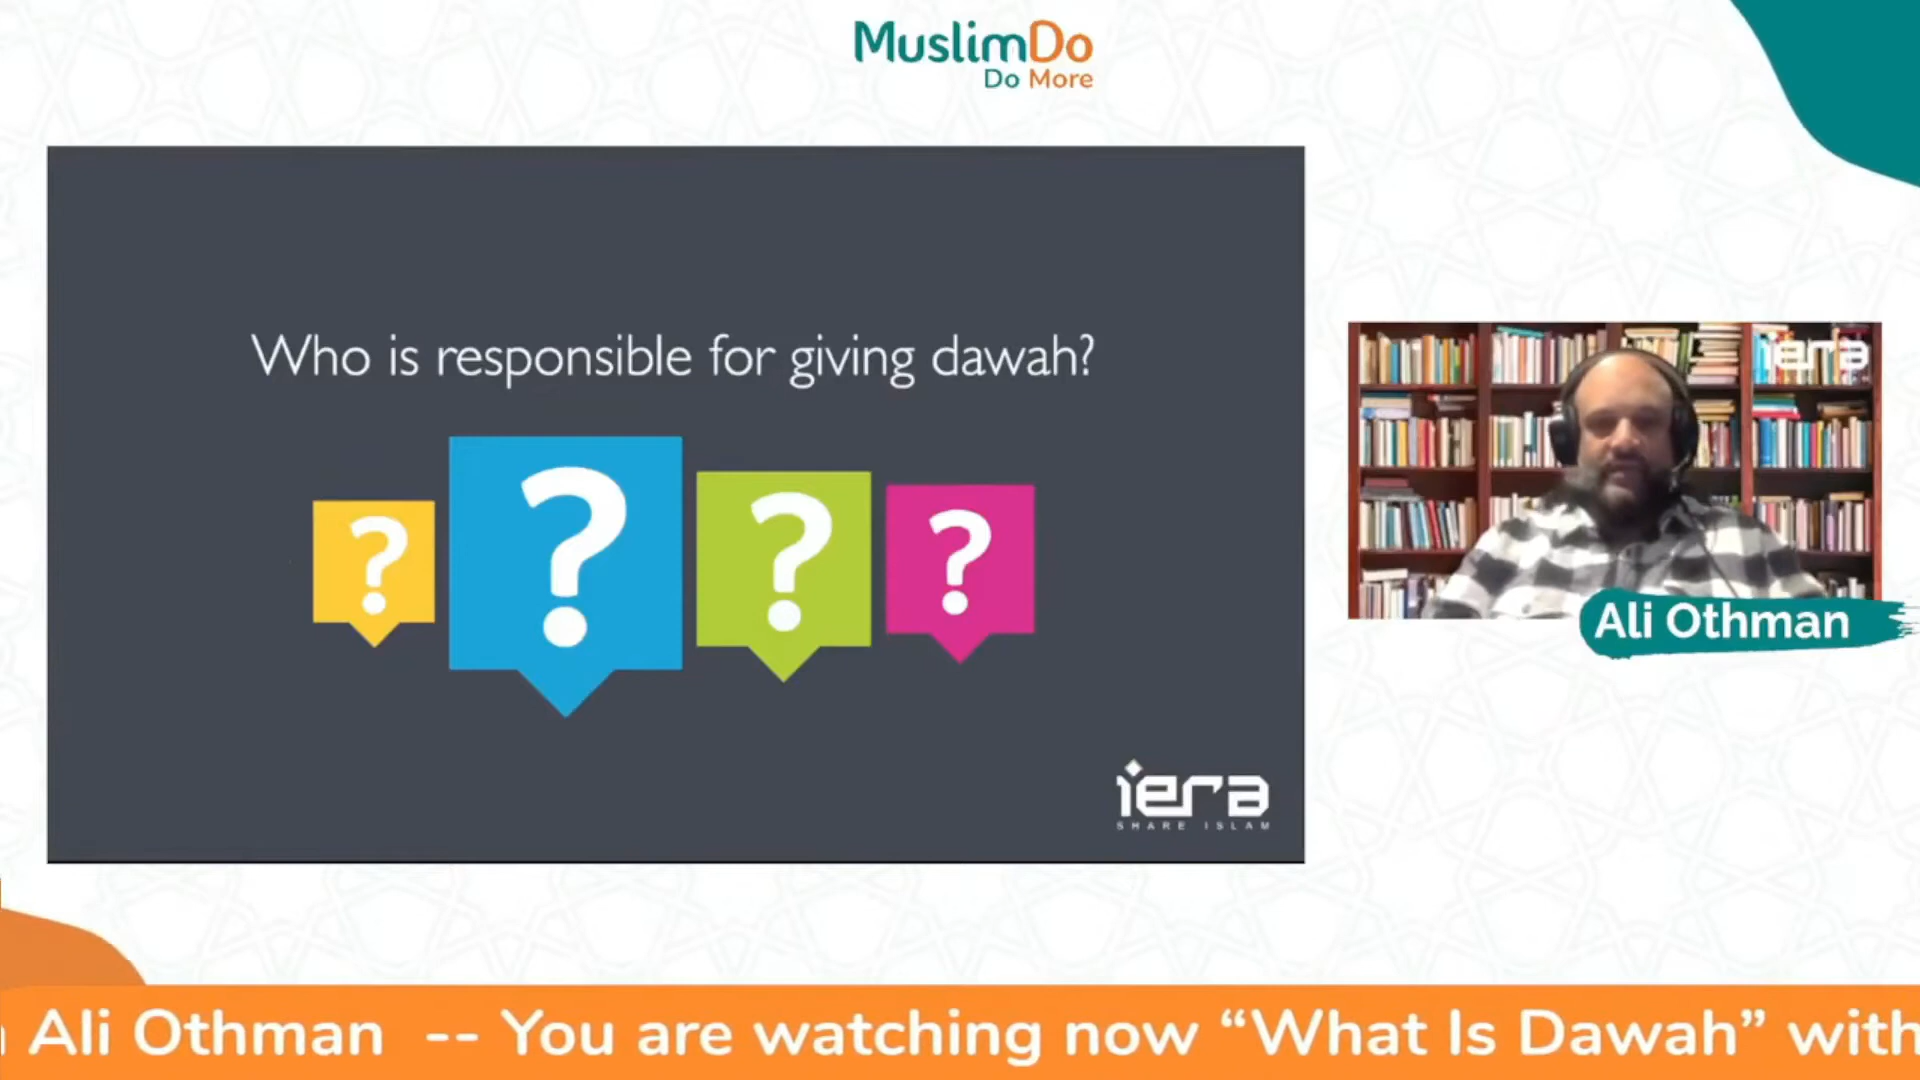 MuslimDo
Do More
Who is responsible for giving dawah?
? ? ? ?
iera
SHARE ISLAM
iera
Ali Othman
Ali Othman -- You are watching now “What Is Dawah” with